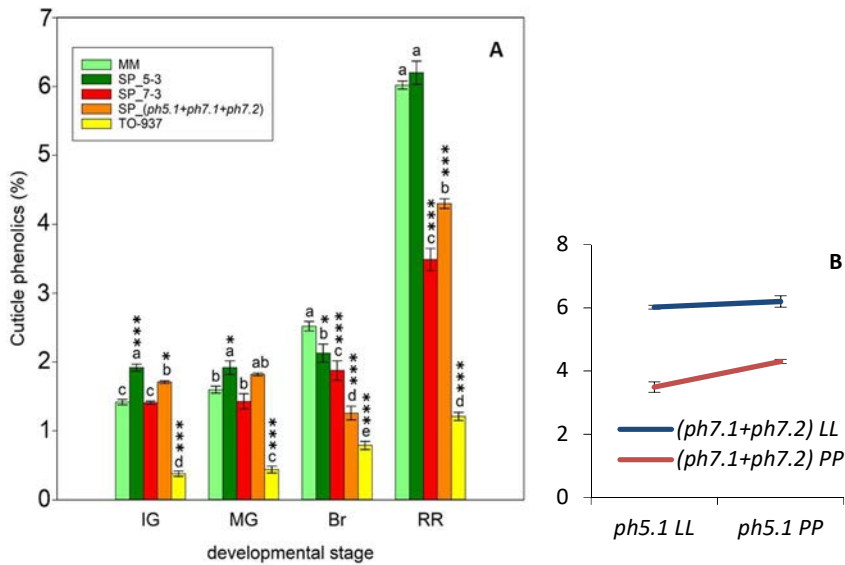 A
MM
SP_5-3
SP_7-3
SP_(ph5.1+ph7.1+ph7.2)
TO-937
Cuticle phenolics (%)
7
6
5
4
3
2
1
0
c
*** a
c
* b
*** d
b
* a
b
ab
*** c
a
* b
*** c
*** d
*** e
a
a
*** c
*** b
*** d
IG MG Br RR
developmental stage
B
8
6
4
2
0
(ph7.1+ph7.2) LL
(ph7.1+ph7.2) PP
ph5.1 LL ph5.1 PP